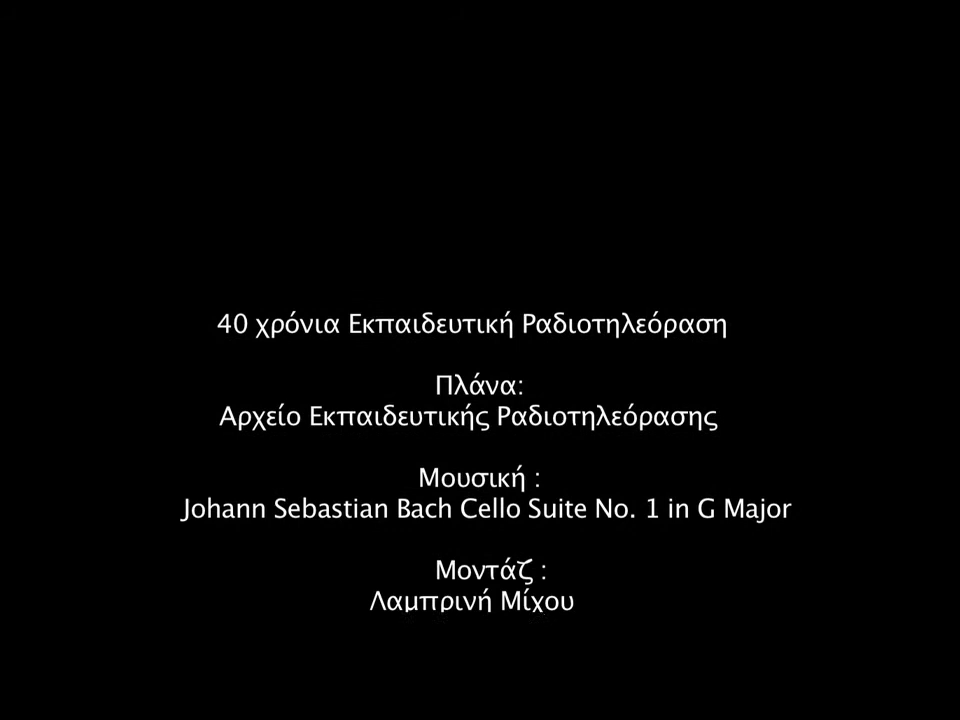 40 χρόνια Εκπαιδευτική Ραδιοτηλεόραση
Πλάνα:
Αρχείο Εκπαιδευτικής Ραδιοτηλεόρασης
Μουσική :
Johann Sebastian Bach Cello Suite No. 1 in G Major
Μοντάζ :
Λαμπρινή Μίχου